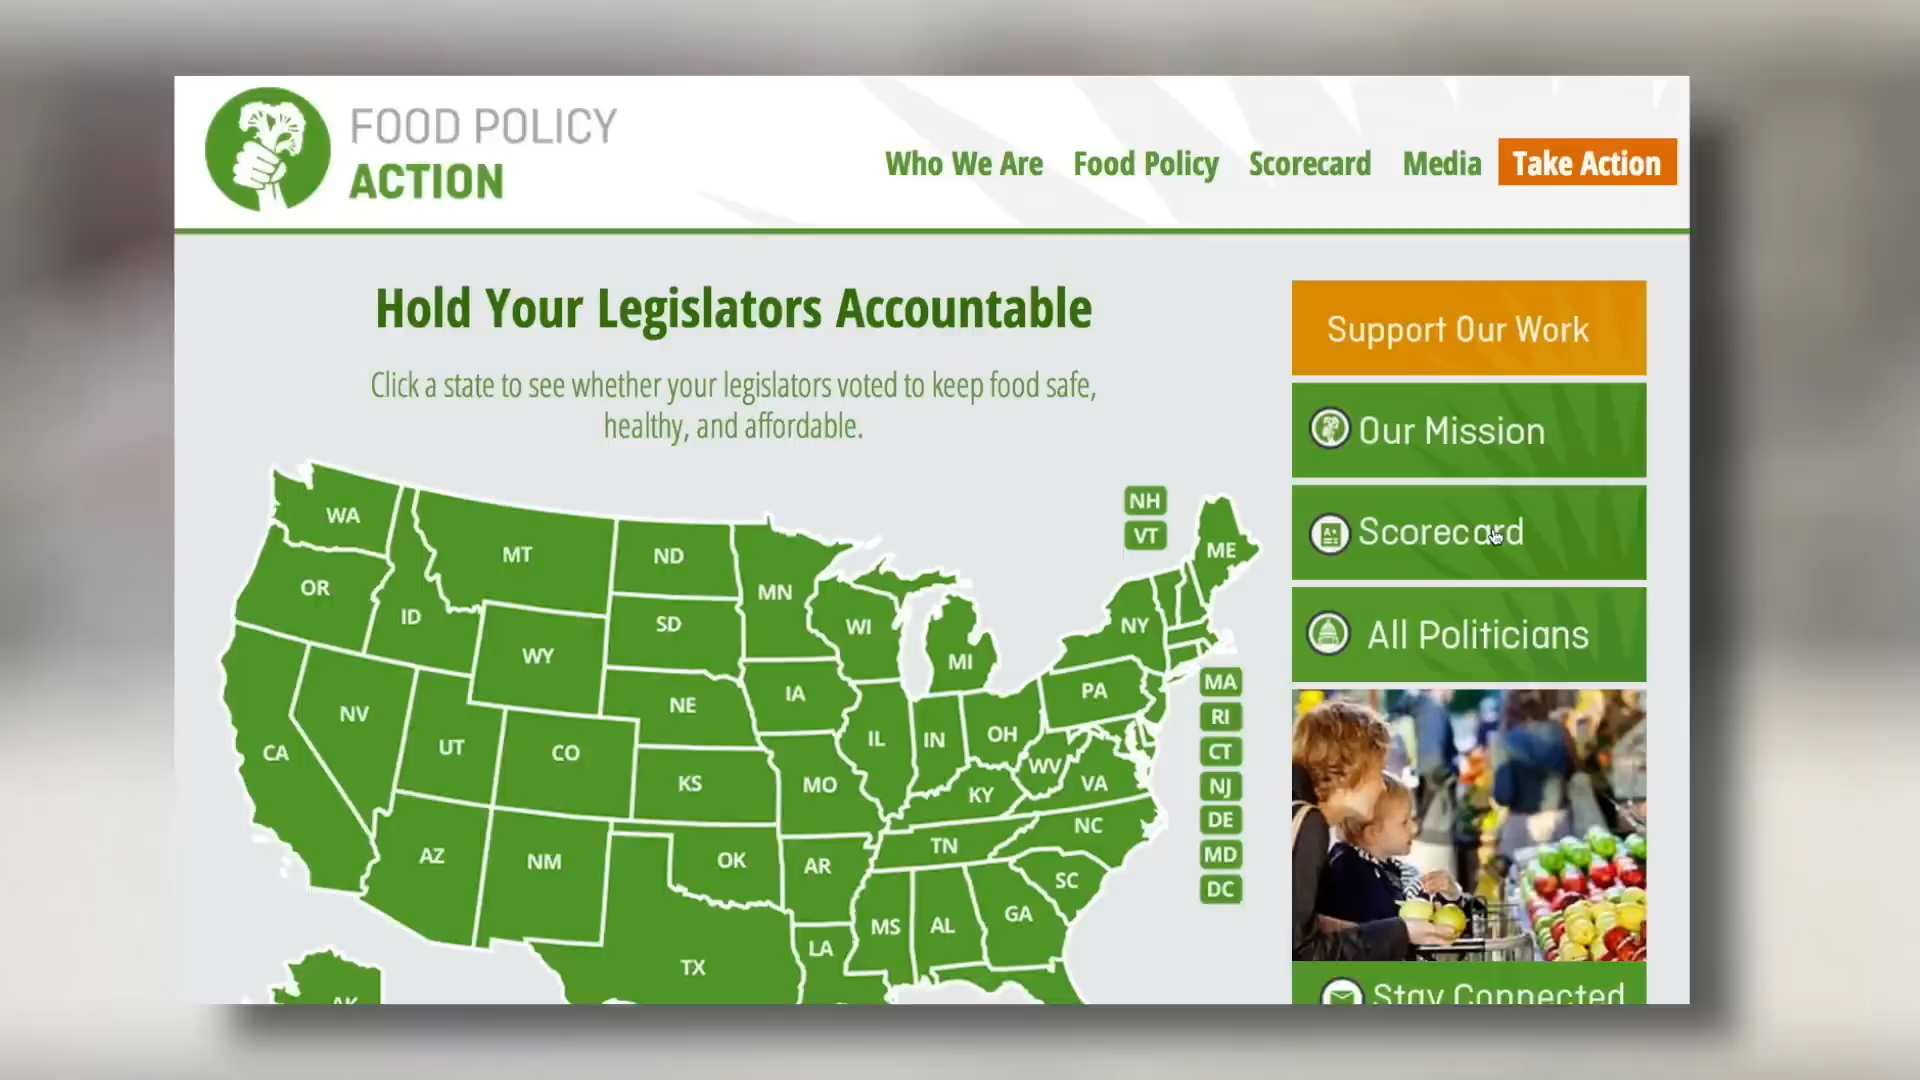 FOOD POLICY
ACTION
Who We Are Food Policy Scorecard Media Take Action
Hold Your Legislators Accountable
Click a state to see whether your legislators voted to keep food safe,
healthy, and affordable.
Support Our Work
Our Mission
Scorecard
All Politicians
Stay Connected
WA
MT
ND
MN
OR
ID
WY
SD
WI
MI
NY
ME
NH
VT
NV
UT
CO
NE
IA
IL
IN
OH
PA
CA
KS
MO
KY
WV
VA
MA
RI
CT
NJ
DE
MD
DC
AZ
NM
OK
AR
TN
NC
SC
TX
LA
MS
AL
GA
AK